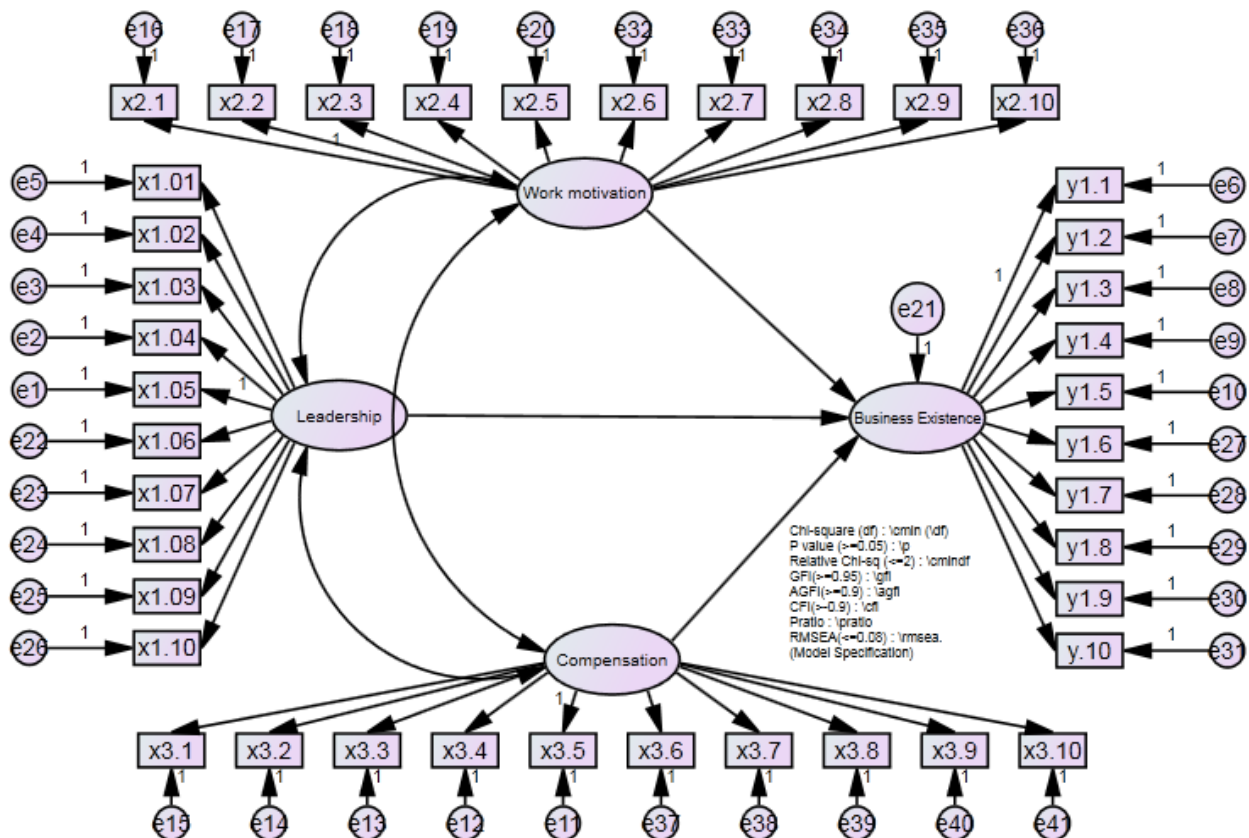 e16 e17 e18 e19 e20 e32 e33 e34 e35 e36
1 1 1 1 1 1 1 1 1 1
x2.1 x2.2 x2.3 x2.4 x2.5 x2.6 x2.7 x2.8 x2.9 x2.10
1
Work motivation
e5 1 x1.01
e4 1 x1.02
e3 1 x1.03
e2 1 x1.04
e1 1 x1.05 1
e22 1 x1.06
e23 1 x1.07
e24 1 x1.08
e25 1 x1.09
e26 1 x1.10
Leadership
e21
1
Business Existence
1
y1.1 1 e6
y1.2 1 e7
y1.3 1 e8
y1.4 1 e9
y1.5 1 e10
y1.6 1 e27
y1.7 1 e28
y1.8 1 e29
y1.9 1 e30
y.10 1 e31
Chi-square (df) : \cmin (\df)
P value (>=0.05) : \p
Relative Chi-sq (<=2) : \cmindf
GFI(>=0.95) : \gfi
AGFI(>=0.9) : \agfi
CFI(>--0.9) : \cfi
Pratio : \pratio
RMSEA(<=0.08) : \rmsea.
(Model Specification)
Compensation
1
x3.1 x3.2 x3.3 x3.4 x3.5 x3.6 x3.7 x3.8 x3.9 x3.10
1 1 1 1 1 1 1 1 1 1
e15 e14 e13 e12 e11 e37 e38 e39 e40 e41